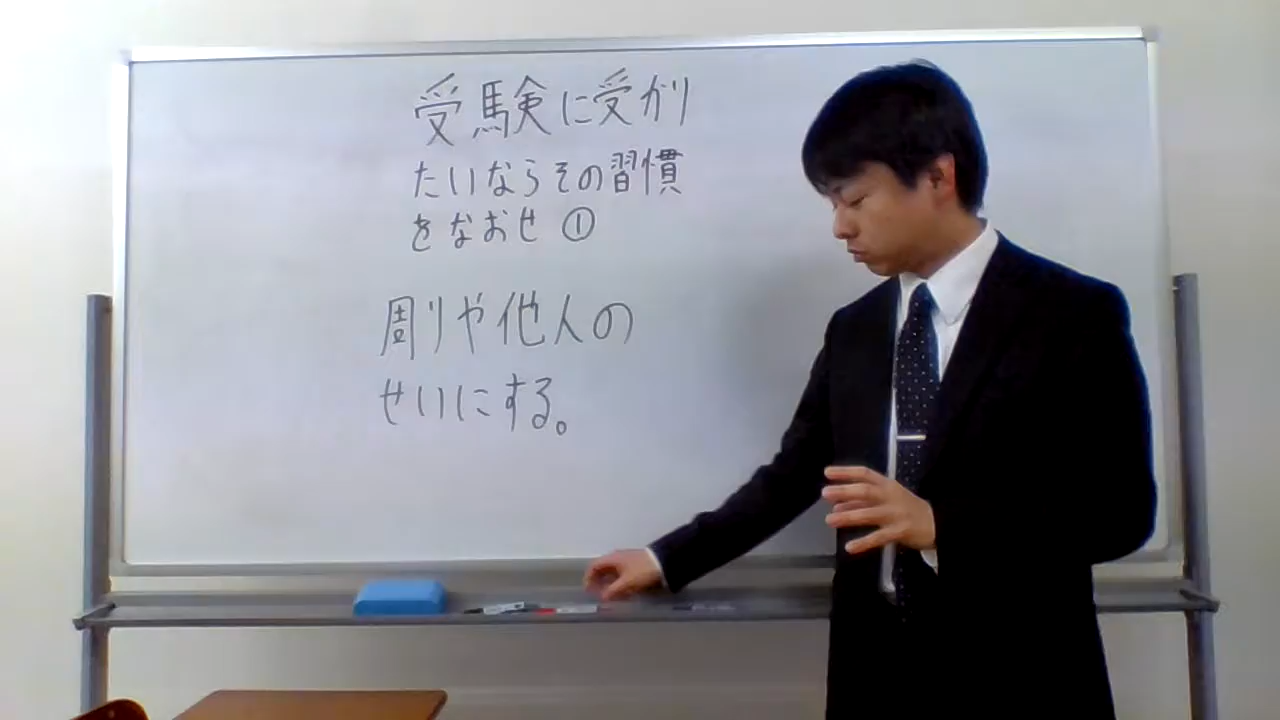 受験に受かり
たいならその習慣
をなおせ ①
周りや他人の
せいにする。